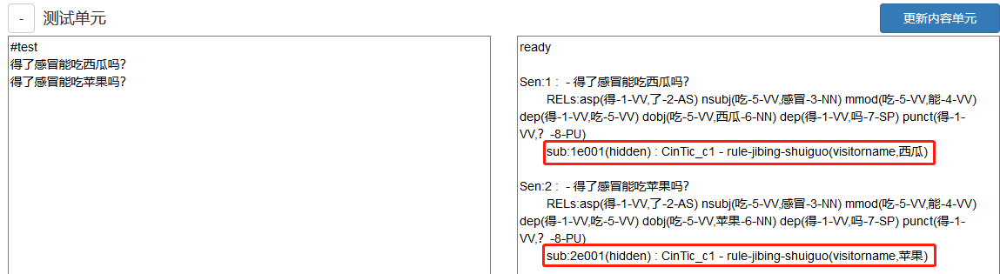 -
测试单元
更新内容单元
#test
得了感冒能吃西瓜吗?
得了感冒能吃苹果吗?
ready
Sen:1 : - 得了感冒能吃西瓜吗?
RELs:asp(得-1-VV,了-2-AS) nsubj(吃-5-VV,感冒-3-NN) mmod(吃-5-VV,能-4-VV)
dep(得-1-VV,吃-5-VV) dobj(吃-5-VV,西瓜-6-NN) dep(得-1-VV,吗-7-SP) punct(得-1-
VV,? -8-PU)
sub:1e001(hidden) : CinTic_c1 - rule-jibing-shuiguo(visitorname,西瓜)
Sen:2 : - 得了感冒能吃苹果吗?
RELs:asp(得-1-VV,了-2-AS) nsubj(吃-5-VV,感冒-3-NN) mmod(吃-5-VV,能-4-VV)
dep(得-1-VV,吃-5-VV) dobj(吃-5-VV,苹果-6-NN) dep(得-1-VV,吗-7-SP) punct(得-1-
VV,? -8-PU)
sub:2e001(hidden) : CinTic_c1 - rule-jibing-shuiguo(visitorname,苹果)